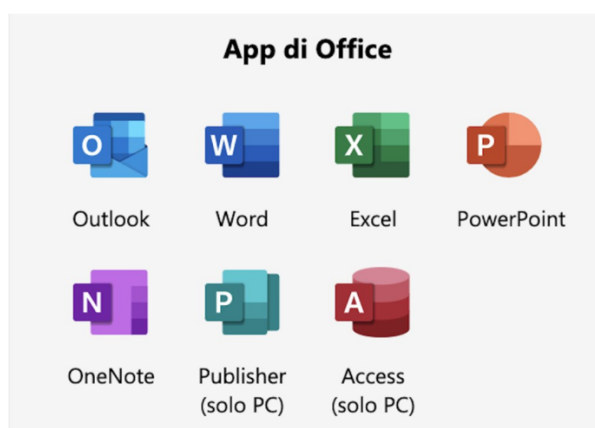 App di Office
O W X P
Outlook Word Excel PowerPoint
N P A
OneNote Publisher Access
(solo PC) (solo PC)